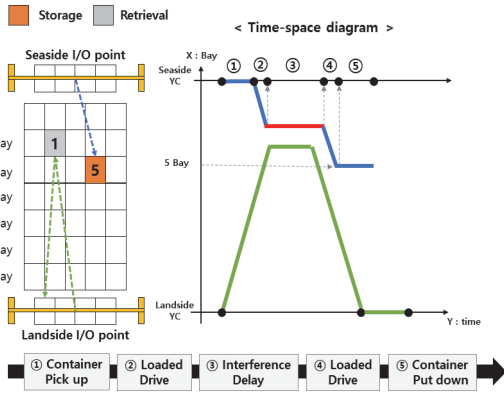 Storage
Retrieval
< Time-space diagram >
Seaside I/O point
X : Bay
Seaside
YC
① ② ③ ④ ⑤
ay
1
ay
5
5 Bay
ay
ay
ay
ay
Landside
YC
Y : time
Landside I/O point
① Container
Pick up
② Loaded
Drive
③ Interference
Delay
④ Loaded
Drive
⑤ Container
Put down